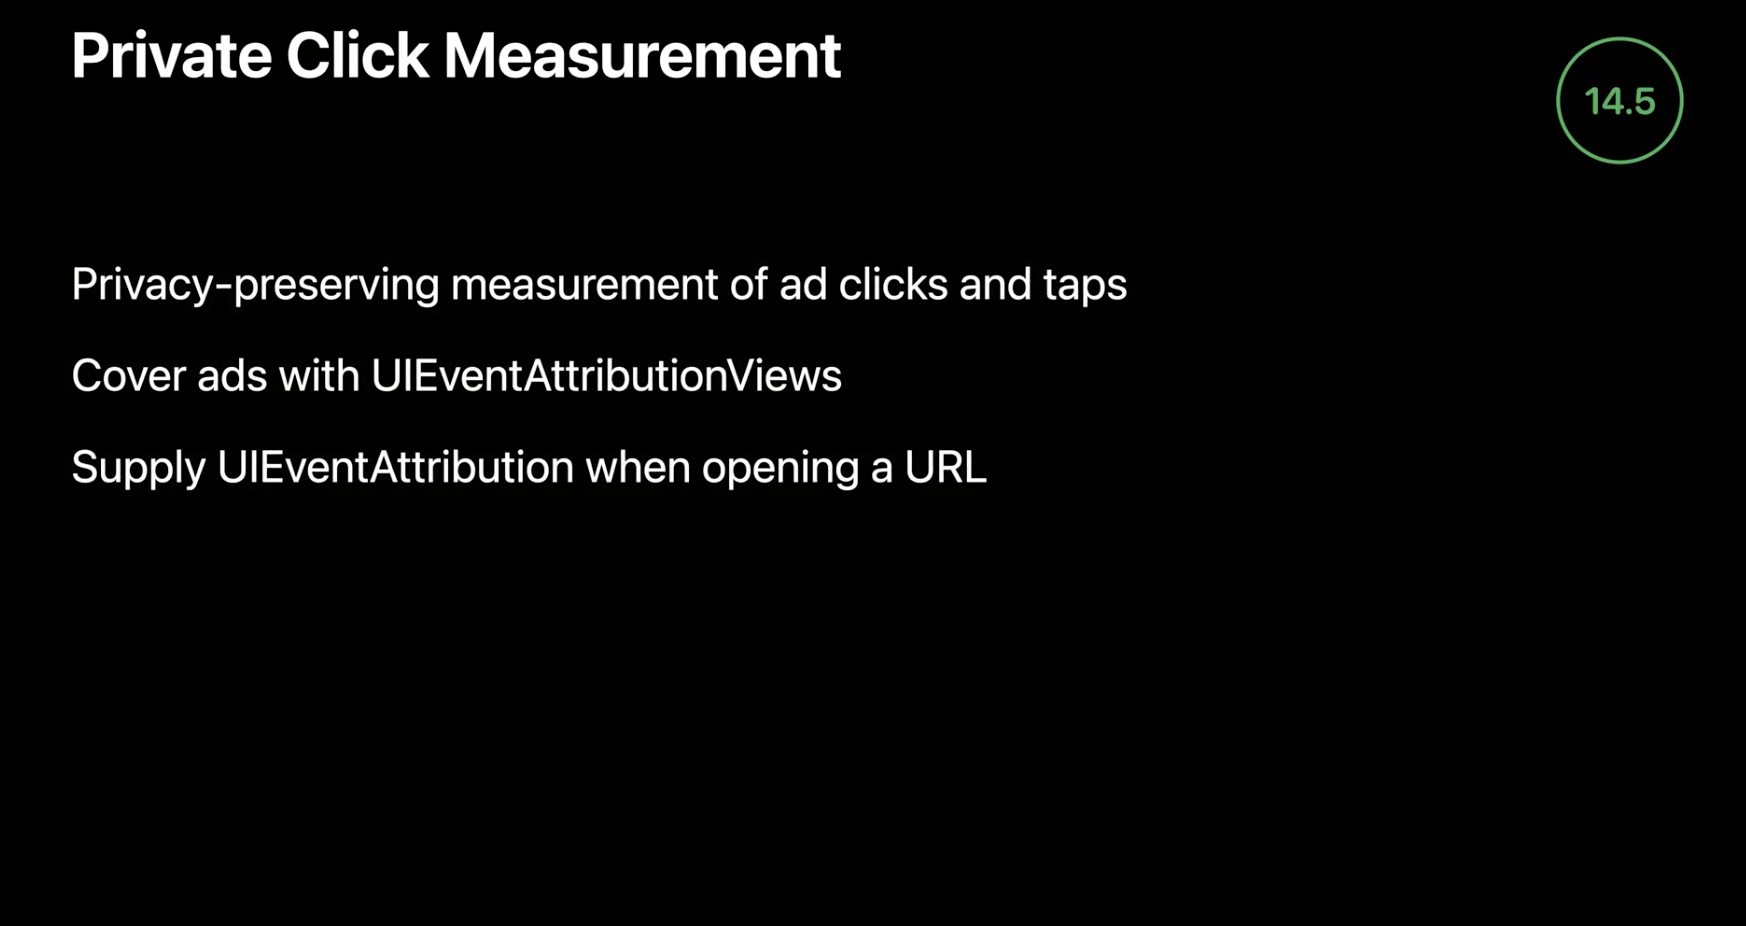 Private Click Measurement
14.5
Privacy-preserving measurement of ad clicks and taps
Cover ads with UIEventAttributionViews
Supply UIEventAttribution when opening a URL